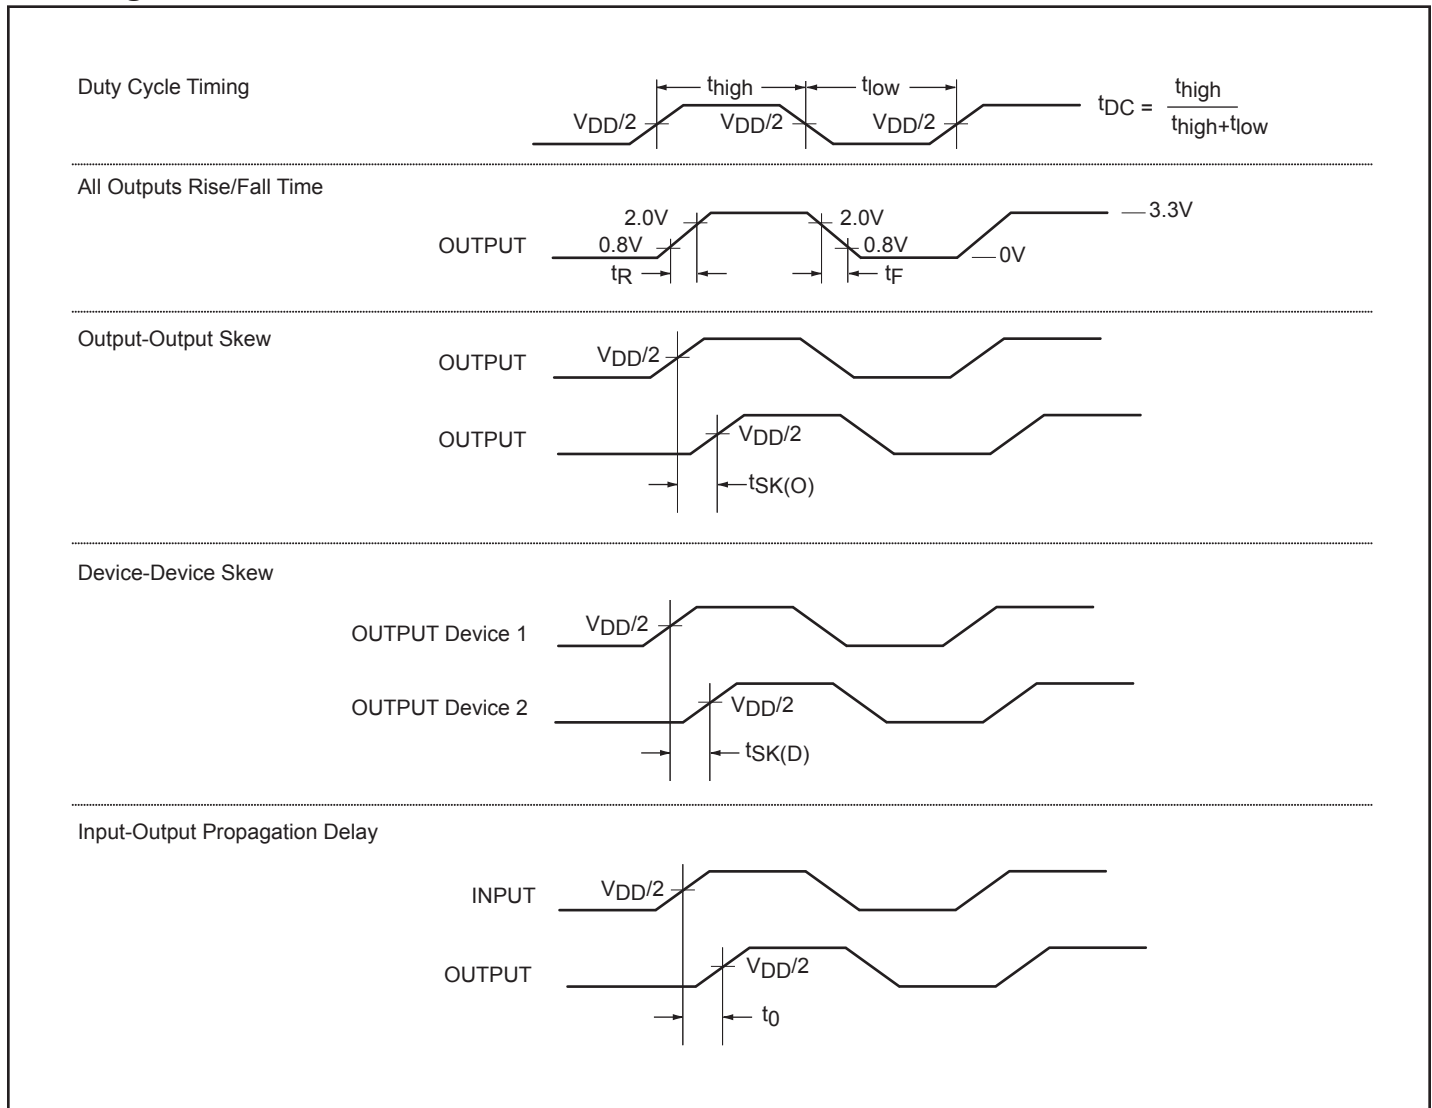 Duty Cycle Timing
thigh
tlow
VDD/2
VDD/2
VDD/2
tDC = thigh
thigh+tlow
All Outputs Rise/Fall Time
OUTPUT
2.0V
0.8V
2.0V
0.8V
3.3V
0V
tR
tF
Output-Output Skew
OUTPUT
VDD/2
OUTPUT
VDD/2
tSK(O)
Device-Device Skew
OUTPUT Device 1
VDD/2
OUTPUT Device 2
VDD/2
tSK(D)
Input-Output Propagation Delay
INPUT
VDD/2
OUTPUT
VDD/2
t0